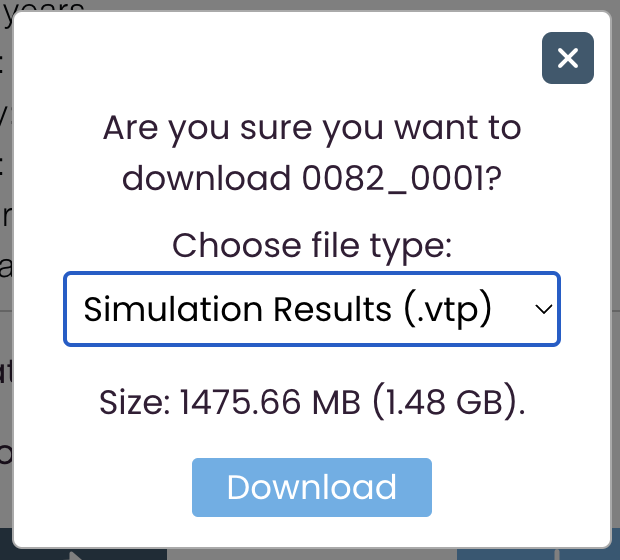 years
Are you sure you want to
download 0082_0001?
Choose file type:
Simulation Results (.vtp)
Size: 1475.66 MB (1.48 GB).
Download